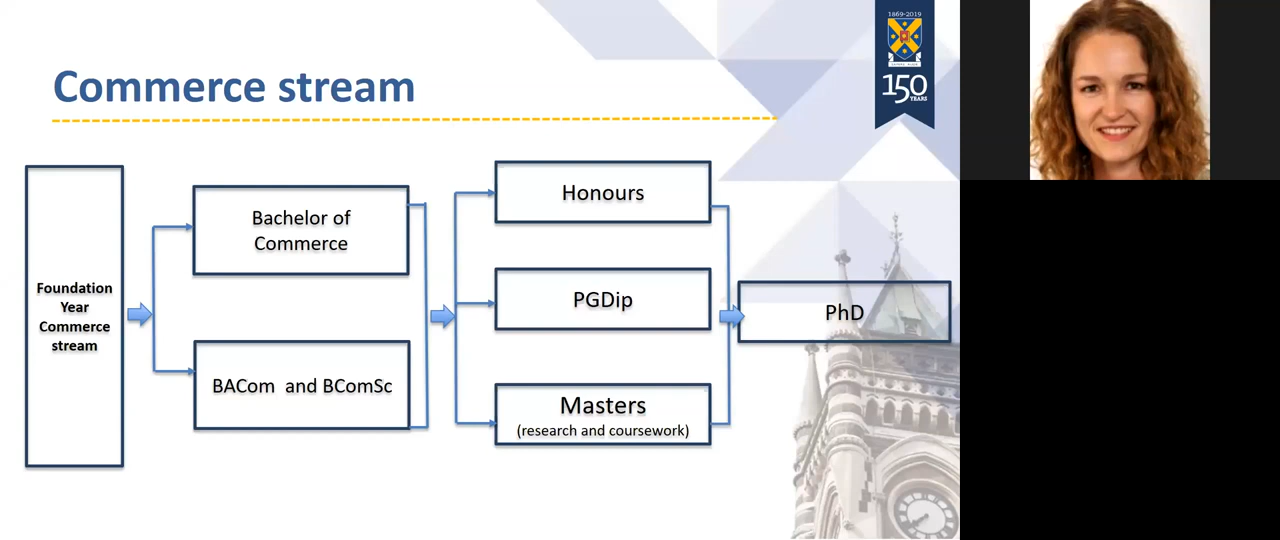 1869-2019
150
YEARS
Commerce stream
Foundation
Year
Commerce
stream
Bachelor of
Commerce
BACom and BComSc
Honours
PGDip
Masters
(research and coursework)
PhD